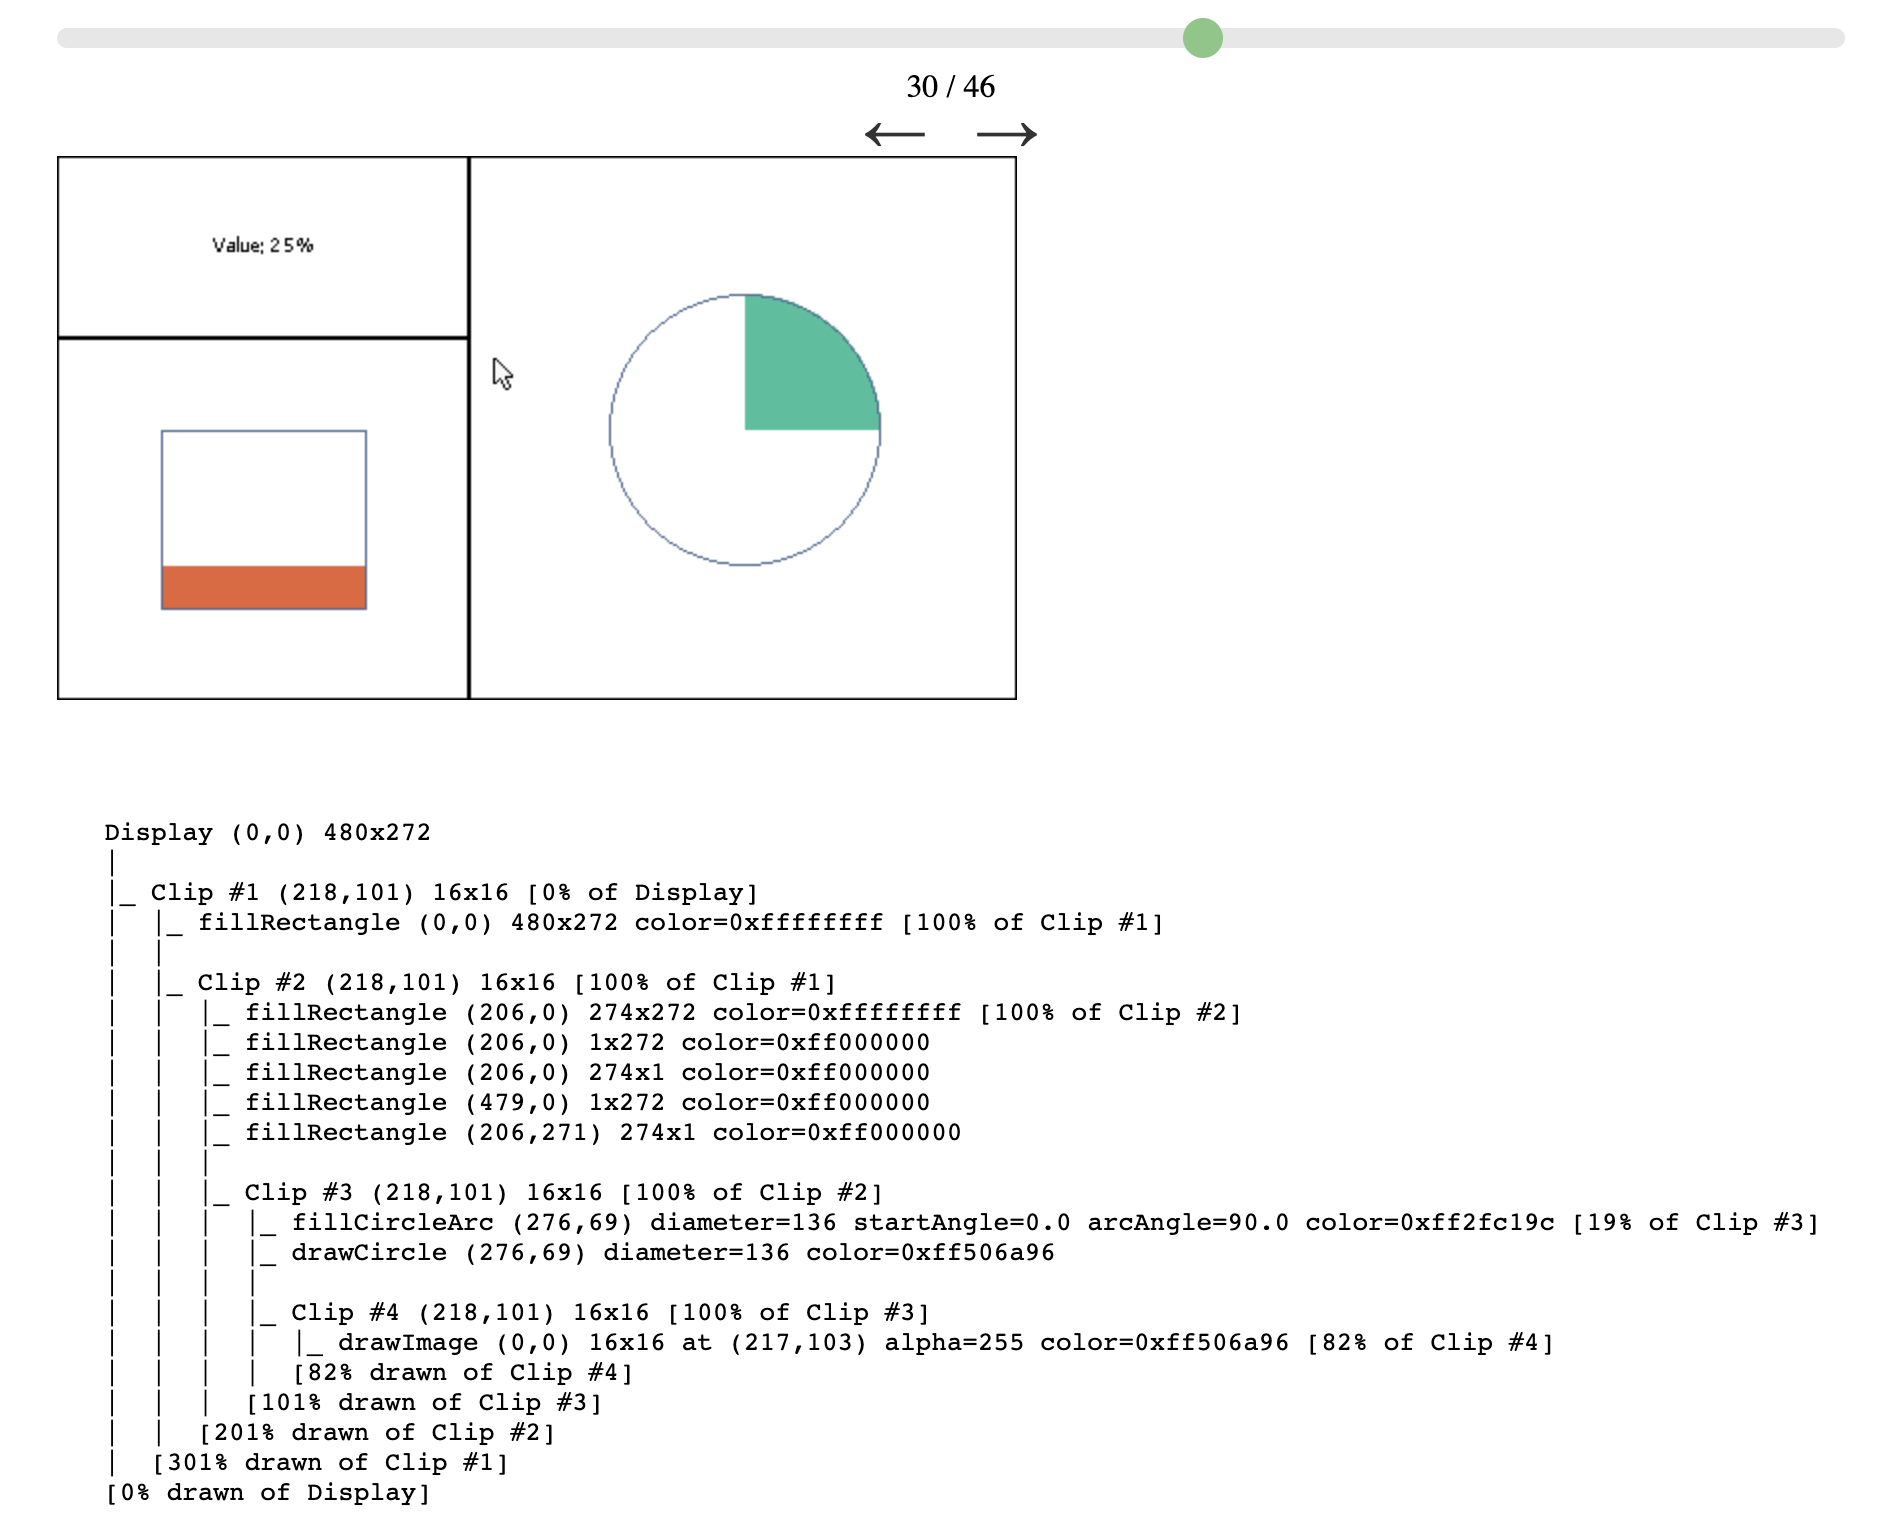 30 / 46
Value: 25%
Display (0,0) 480x272
|
|_ Clip #1 (218,101) 16x16 [0% of Display]
|  |_ fillRectangle (0,0) 480x272 color=0xffffffff [100% of Clip #1]
|  |
|  |_ Clip #2 (218,101) 16x16 [100% of Clip #1]
|  |  |_ fillRectangle (206,0) 274x272 color=0xffffffff [100% of Clip #2]
|  |  |_ fillRectangle (206,0) 1x272 color=0xff000000
|  |  |_ fillRectangle (206,0) 274x1 color=0xff000000
|  |  |_ fillRectangle (479,0) 1x272 color=0xff000000
|  |  |_ fillRectangle (206,271) 274x1 color=0xff000000
|  |  |
|  |  |_ Clip #3 (218,101) 16x16 [100% of Clip #2]
|  |  |  |_ fillCircleArc (276,69) diameter=136 startAngle=0.0 arcAngle=90.0 color=0xff2fc19c [19% of Clip #3]
|  |  |  |_ drawCircle (276,69) diameter=136 color=0xff506a96
|  |  |  |
|  |  |  |_ Clip #4 (218,101) 16x16 [100% of Clip #3]
|  |  |  |  |_ drawImage (0,0) 16x16 at (217,103) alpha=255 color=0xff506a96 [82% of Clip #4]
|  |  |  |  [82% drawn of Clip #4]
|  |  |  [101% drawn of Clip #3]
|  |  [201% drawn of Clip #2]
|  [301% drawn of Clip #1]
[0% drawn of Display]